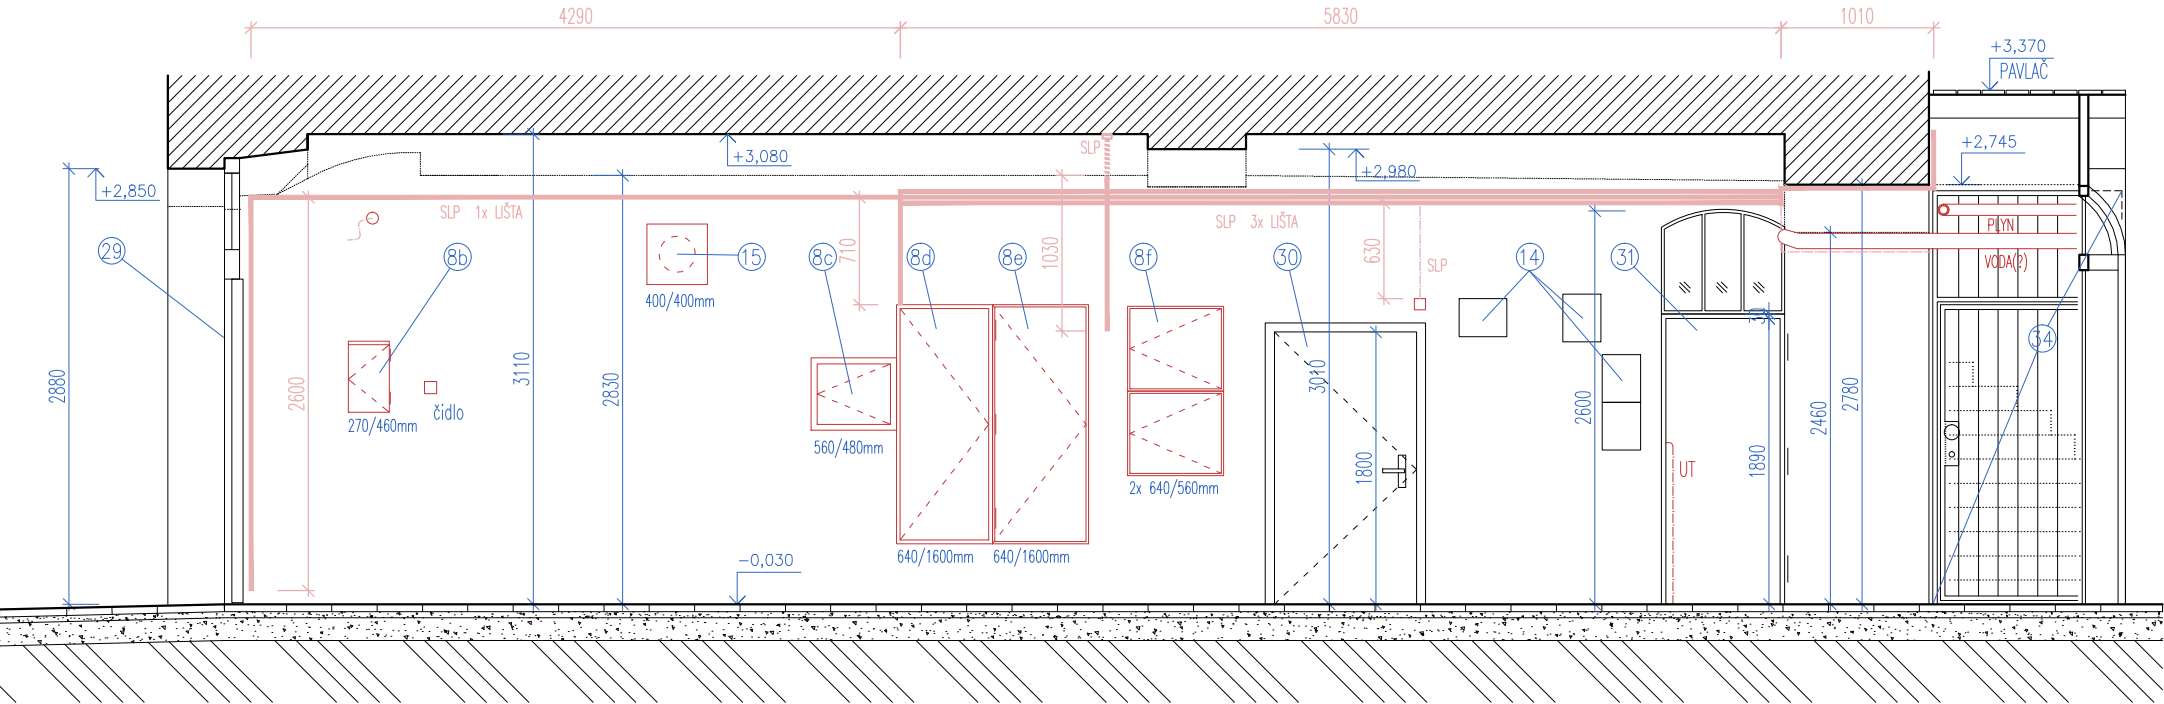 4290
5830
1010
+3,370
PAVLAČ
+3,080
SLP
+2,745
+2,850
+2,980
SLP 1x LIŠTA
SLP 3x LIŠTA
PLYN
VODA(?)
29
8b
15
8c
8d
8e
8f
30
14
31
34
710
1030
630
SLP
400/400mm
30
2880
2600
3110
2830
3010
2600
2460
2780
čidlo
270/460mm
560/480mm
2x 640/560mm
1800
1890
UT
640/1600mm
640/1600mm
-0,030